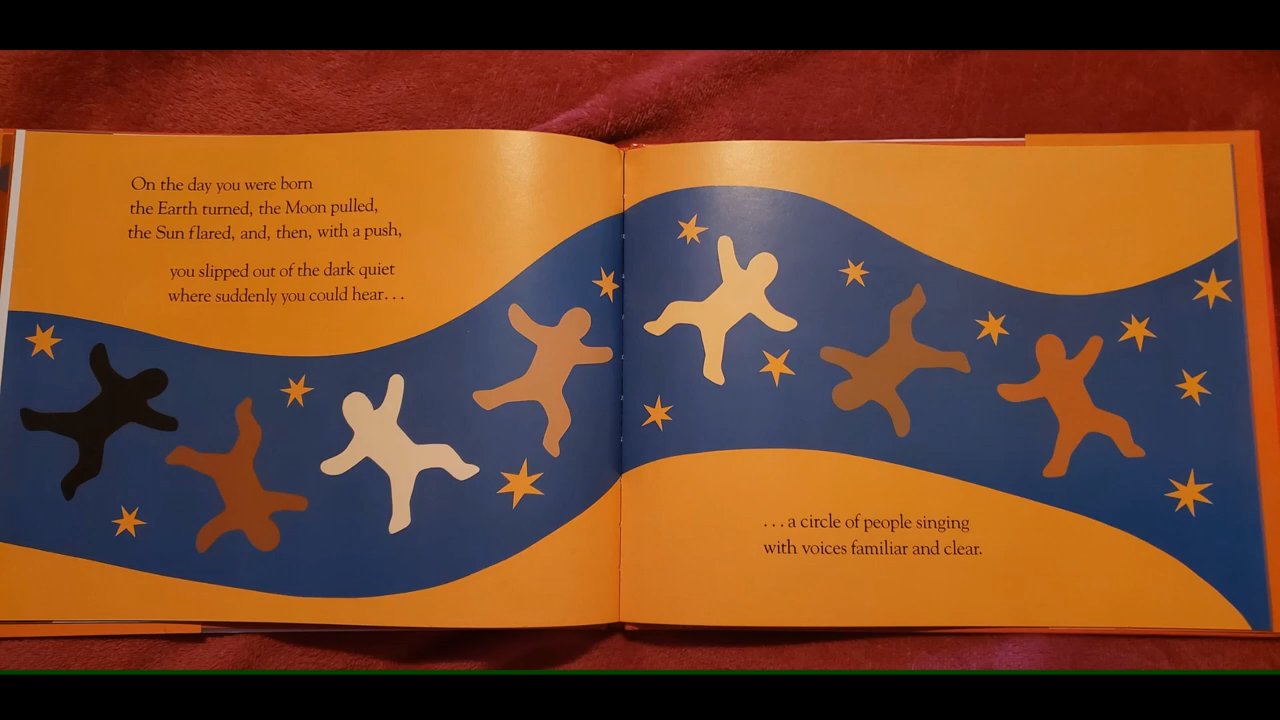 On the day you were born
the Earth turned, the Moon pulled,
the Sun flared, and, then, with a push,
you slipped out of the dark quiet
where suddenly you could hear...
...a circle of people singing
with voices familiar and clear.